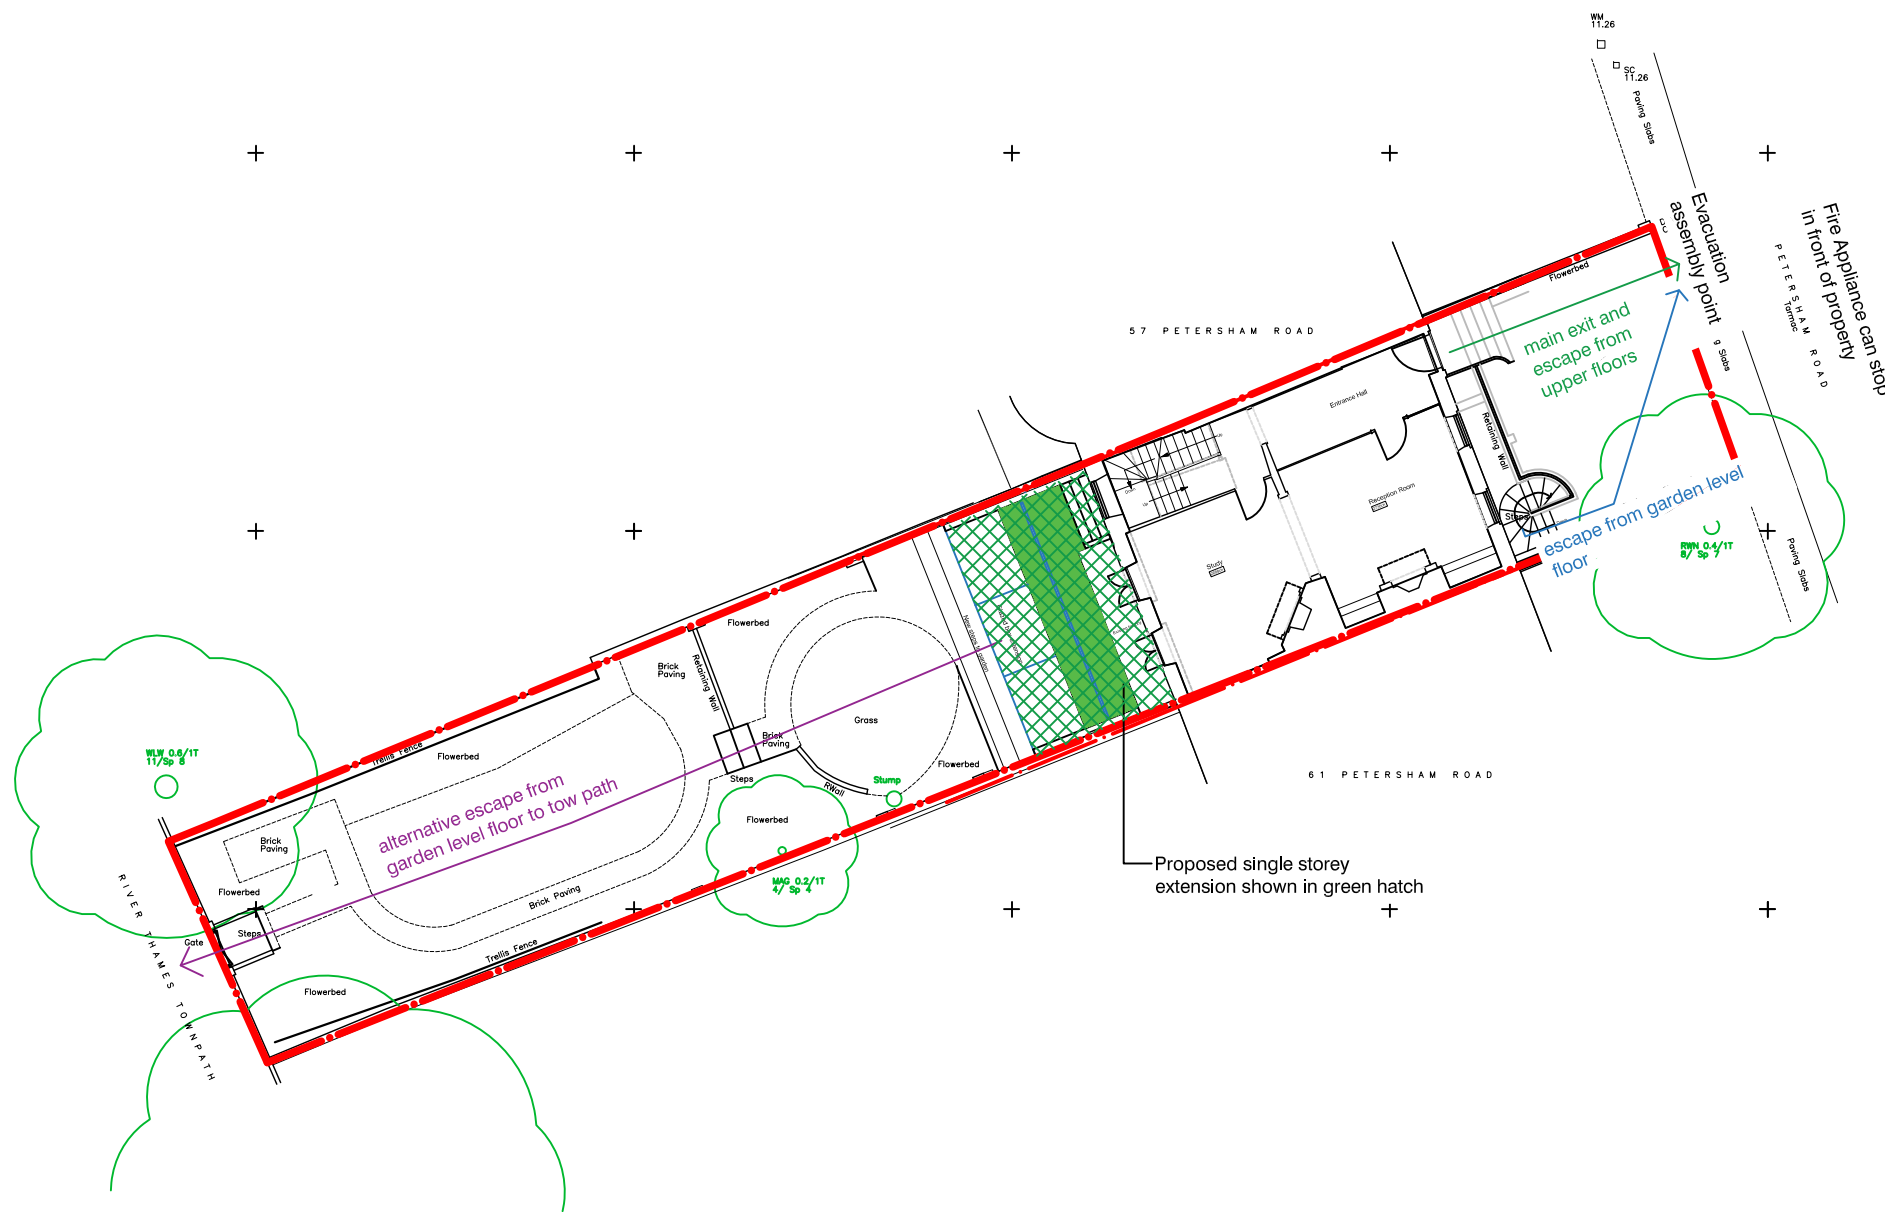 WM
11.26
SC
11.26
Paving Slabs
Evacuation
assembly point
Fire Appliance can stop
in front of property
PETERSHAM ROAD
Tarmac
g Slabs
Flowerbed
57 PETERSHAM ROAD
main exit and
escape from
upper floors
Entrance Hall
Retaining Wall
Reception Room
Steps
escape from garden level
floor
RWN 0.4/1T
8/ Sp 7
Paving Slabs
Study
New steps to garden
Flowerbed
Brick
Paving
Retaining Wall
Grass
Brick
Paving
Flowerbed
Steps
Stump
RWall
Trellis Fence
Flowerbed
WLW 0.6/1T
11/Sp 8
alternative escape from
garden level floor to tow path
61 PETERSHAM ROAD
Flowerbed
Brick
Paving
MAG 0.2/1T
4/ Sp 4
Proposed single storey
extension shown in green hatch
Flowerbed
Brick Paving
RIVER THAMES TOWNPATH
Gate
Steps
Trellis Fence
Flowerbed